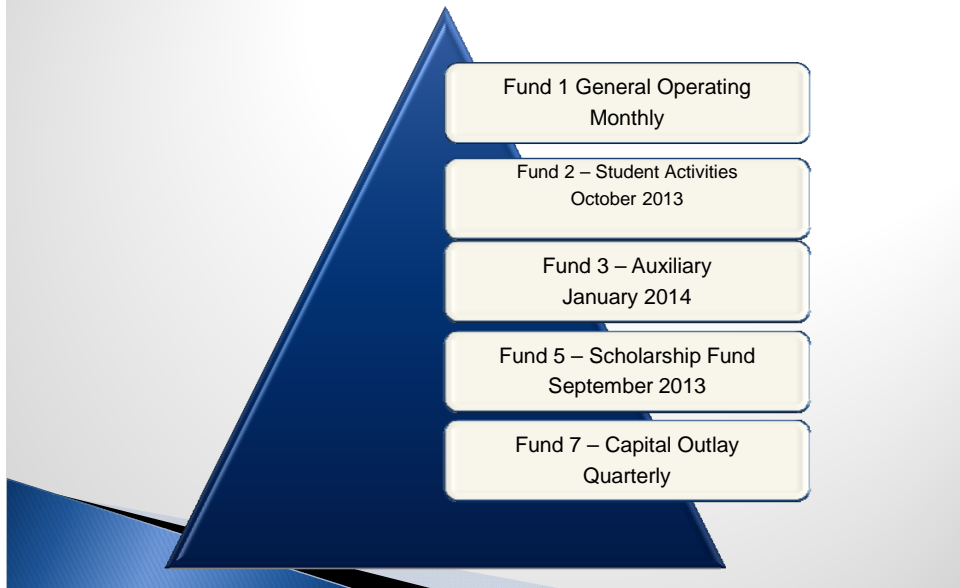 Fund 1 General Operating
Monthly
Fund 2 – Student Activities
October 2013
Fund 3 – Auxiliary
January 2014
Fund 5 – Scholarship Fund
September 2013
Fund 7 – Capital Outlay
Quarterly